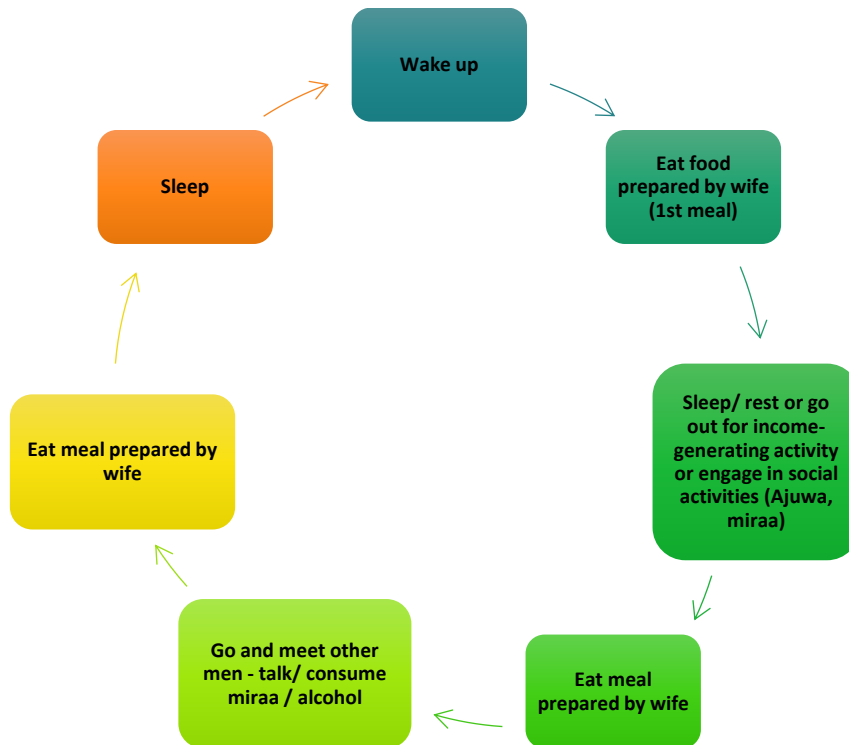 Wake up
Eat food
prepared by wife
(1st meal)
Sleep/ rest or go
out for income-
generating activity
or engage in social
activities (Ajuwa,
miraa)
Eat meal
prepared by wife
Go and meet other
men - talk/ consume
miraa / alcohol
Eat meal prepared by
wife
Sleep